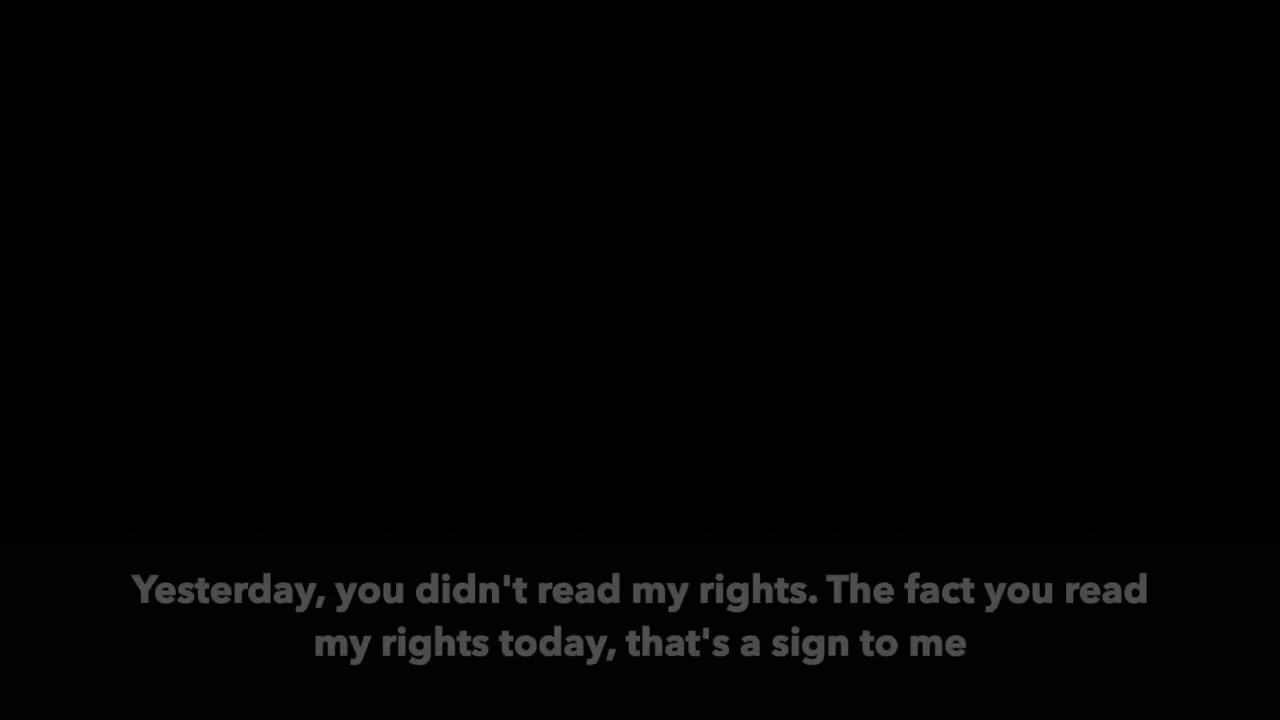 Yesterday, you didn't read my rights. The fact you read
my rights today, that's a sign to me